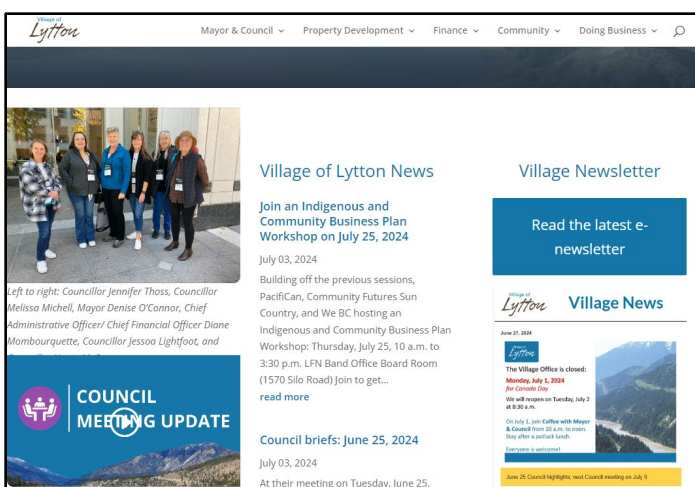 Village of
Lytton
Mayor & Council
Property Development
Finance
Community
Doing Business
Left to right: Councillor Jennifer Thoss, Councillor
Melissa Michell, Mayor Denise O'Connor, Chief
Administrative Officer/ Chief Financial Officer Diane
Mombourquette, Councillor Jessoa Lightfoot, and
COUNCIL
MEETING UPDATE
Village of Lytton News
Join an Indigenous and
Community Business Plan
Workshop on July 25, 2024
July 03, 2024
Building off the previous sessions,
PacifiCan, Community Futures Sun
Country, and We BC hosting an
Indigenous and Community Business Plan
Workshop: Thursday, July 25, 10 a.m. to
3:30 p.m. LFN Band Office Board Room
(1570 Silo Road) Join to get...
read more
Council briefs: June 25, 2024
July 03, 2024
At their meeting on Tuesday, June 25,
Village Newsletter
Read the latest e-
newsletter
Village of
Lytton
Village News
June 27, 2024
Lytton
The Village Office is closed:
Monday, July 1, 2024
for Canada Day
We will reopen on Tuesday, July 2
at 8:30 a.m.
On July 1, join Coffee with Mayor
& Council from 10 a.m. to noon.
Stay after a potluck lunch.
Everyone is welcome!
June 25 Council highlights; next Council meeting on July 9